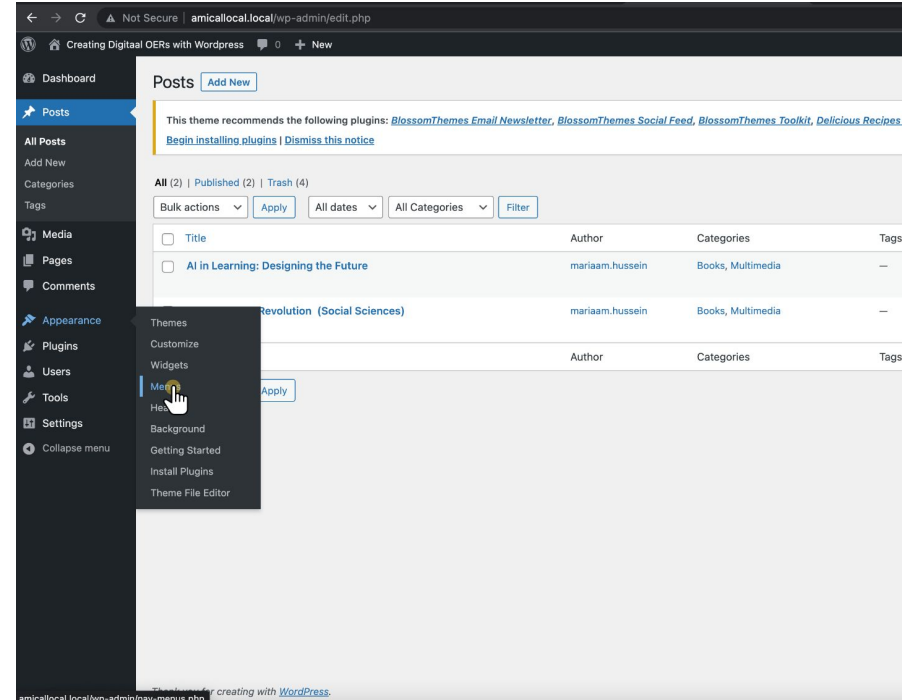 Not Secure | amicallocal.local/wp-admin/edit.php
Creating Digitaal OERs with Wordpress 0 + New
Dashboard
Posts
All Posts
Add New
Categories
Tags
Media
Pages
Comments
Appearance
Plugins
Users
Tools
Settings
Collapse menu
Themes
Customize
Widgets
Background
Getting Started
Install Plugins
Theme File Editor
Posts Add New
This theme recommends the following plugins: BlossomThemes Email Newsletter, BlossomThemes Social Feed, BlossomThemes Toolkit, Delicious Recipes
Begin installing plugins | Dismiss this notice
All (2) | Published (2) | Trash (4)
Bulk actions Apply All dates All Categories Filter
Title Author Categories Tags
AI in Learning: Designing the Future mariaam.hussein Books, Multimedia —
Revolution (Social Sciences) mariaam.hussein Books, Multimedia —
Author Categories Tags
Apply
for creating with WordPress.
amicallocal.local/wp-admin/nav-menus.php